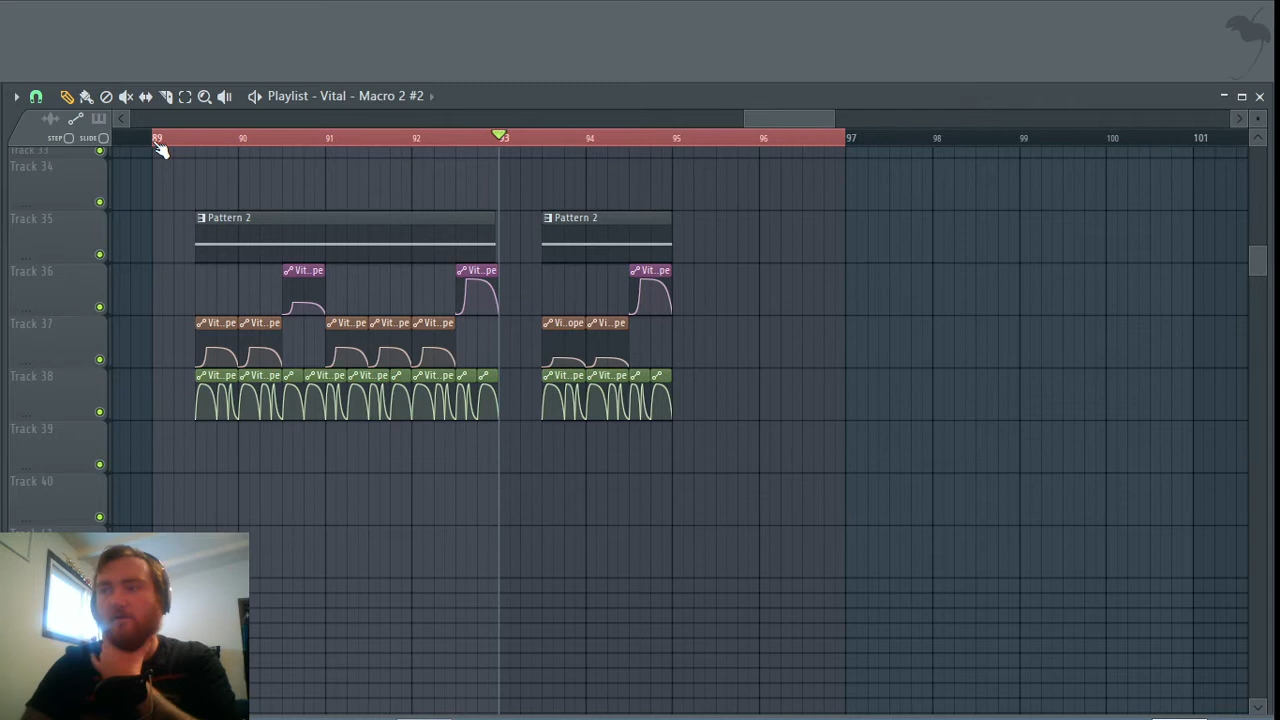 Playlist - Vital - Macro 2 #2
STEP SLIDE
89 90 91 92 93 94 95 96 97 98 99 100 101
Track 33
Track 34
Track 35
Pattern 2 Pattern 2
Track 36
Vit..pe Vit..pe Vit..pe
Track 37
Vit..pe Vit..pe Vit..pe Vit..pe Vit..pe Vi..ope Vi..pe
Track 38
Vit..pe Vit..pe Vit..pe Vit..pe Vit..pe Vit..pe Vit..pe
Track 39
Track 40